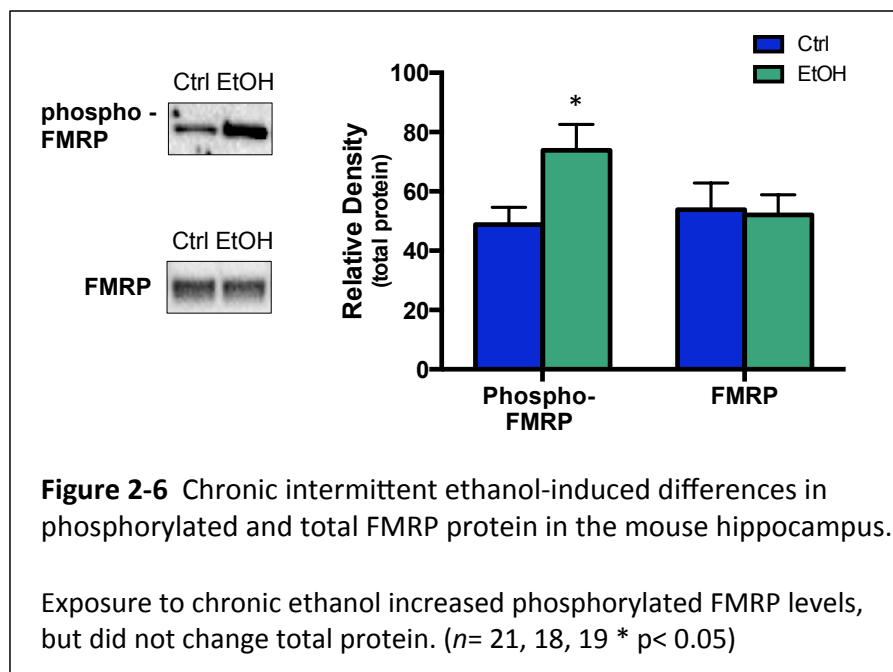 Ctrl
EtOH
Ctrl EtOH
phospho -
FMRP
Ctrl EtOH
FMRP
Relative Density
(total protein)
100
80
60
40
20
0
*
Phospho-
FMRP
FMRP
Figure 2-6 Chronic intermittent ethanol-induced differences in
phosphorylated and total FMRP protein in the mouse hippocampus.
Exposure to chronic ethanol increased phosphorylated FMRP levels,
but did not change total protein. (n= 21, 18, 19 * p< 0.05)